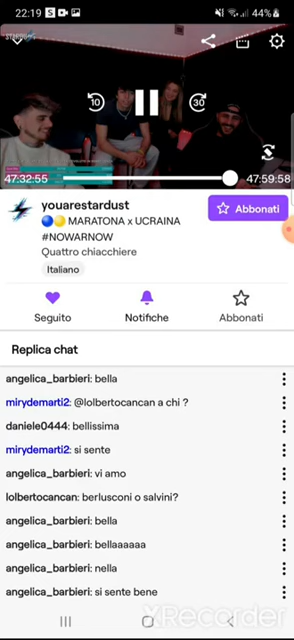 22:19 S 44%
10 30
47:32:55 47:59:58
youarestardust
🔵🟡 MARATONA x UCRAINA
#NOWARNOW
Abbonati
Quattro chiacchiere
Italiano
Seguito Notifiche Abbonati
Replica chat
angelica_barbieri: bella
mirydemarti2: @lolbertocancan a chi ?
daniele0444: bellissima
mirydemarti2: si sente
angelica_barbieri: vi amo
lolbertocancan: berlusconi o salvini?
angelica_barbieri: bella
angelica_barbieri: bellaaaaaa
angelica_barbieri: nella
angelica_barbieri: si sente bene
XRecorder